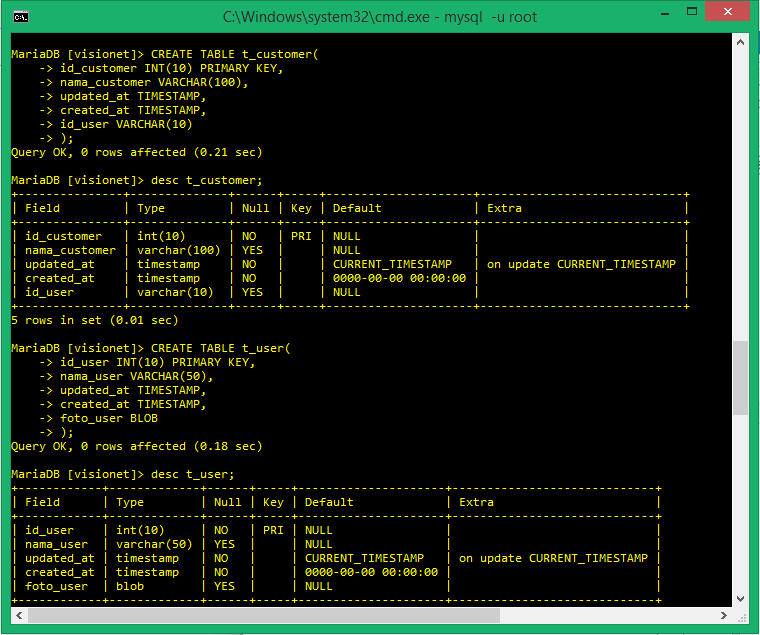 C:\Windows\system32\cmd.exe - mysql  -u root
MariaDB [visionet]> CREATE TABLE t_customer(
    -> id_customer INT(10) PRIMARY KEY,
    -> nama_customer VARCHAR(100),
    -> updated_at TIMESTAMP,
    -> created_at TIMESTAMP,
    -> id_user VARCHAR(10)
    -> );
Query OK, 0 rows affected (0.21 sec)
MariaDB [visionet]> desc t_customer;
+---------------+--------------+------+-----+---------------------+-----------------------------+
| Field         | Type         | Null | Key | Default             | Extra                       |
+---------------+--------------+------+-----+---------------------+-----------------------------+
| id_customer   | int(10)      | NO   | PRI | NULL                |                             |
| nama_customer | varchar(100) | YES  |     | NULL                |                             |
| updated_at    | timestamp    | NO   |     | CURRENT_TIMESTAMP   | on update CURRENT_TIMESTAMP |
| created_at    | timestamp    | NO   |     | 0000-00-00 00:00:00 |                             |
| id_user       | varchar(10)  | YES  |     | NULL                |                             |
+---------------+--------------+------+-----+---------------------+-----------------------------+
5 rows in set (0.01 sec)
MariaDB [visionet]> CREATE TABLE t_user(
    -> id_user INT(10) PRIMARY KEY,
    -> nama_user VARCHAR(50),
    -> updated_at TIMESTAMP,
    -> created_at TIMESTAMP,
    -> foto_user BLOB
    -> );
Query OK, 0 rows affected (0.18 sec)
MariaDB [visionet]> desc t_user;
+------------+-------------+------+-----+---------------------+-----------------------------+
| Field      | Type        | Null | Key | Default             | Extra                       |
+------------+-------------+------+-----+---------------------+-----------------------------+
| id_user    | int(10)     | NO   | PRI | NULL                |                             |
| nama_user  | varchar(50) | YES  |     | NULL                |                             |
| updated_at | timestamp   | NO   |     | CURRENT_TIMESTAMP   | on update CURRENT_TIMESTAMP |
| created_at | timestamp   | NO   |     | 0000-00-00 00:00:00 |                             |
| foto_user  | blob        | YES  |     | NULL                |                             |
+------------+-------------+------+-----+---------------------+-----------------------------+